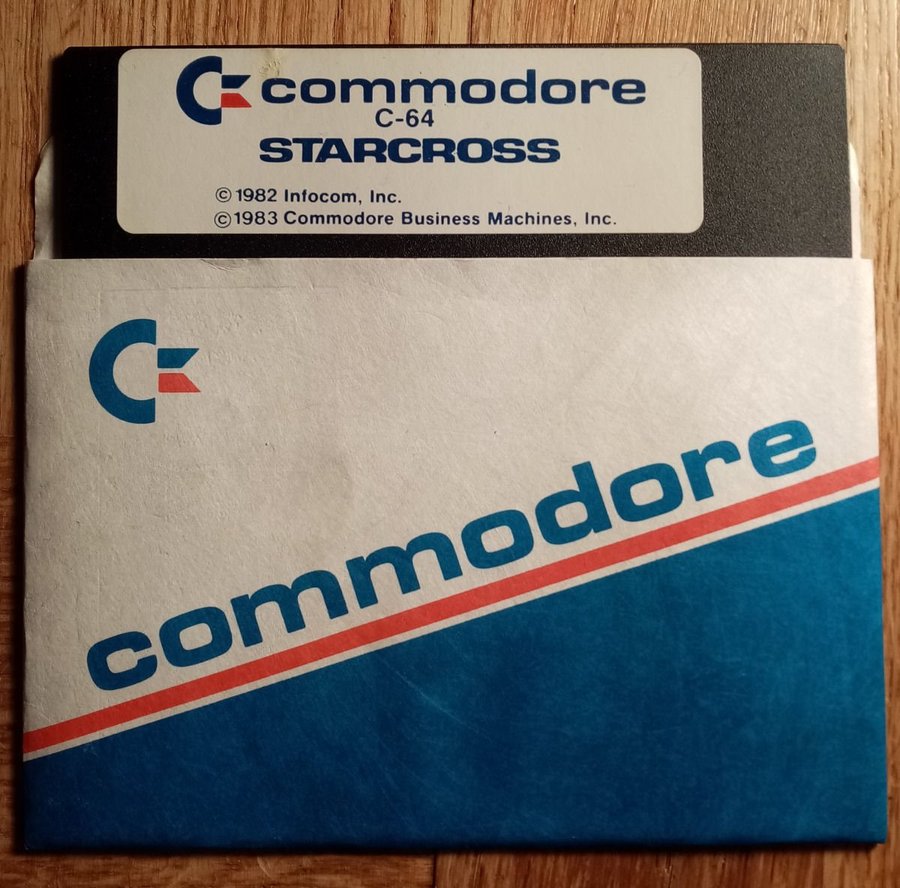 commodore
C-64
STARCROSS
© 1982 Infocom, Inc.
© 1983 Commodore Business Machines, Inc.
commodore